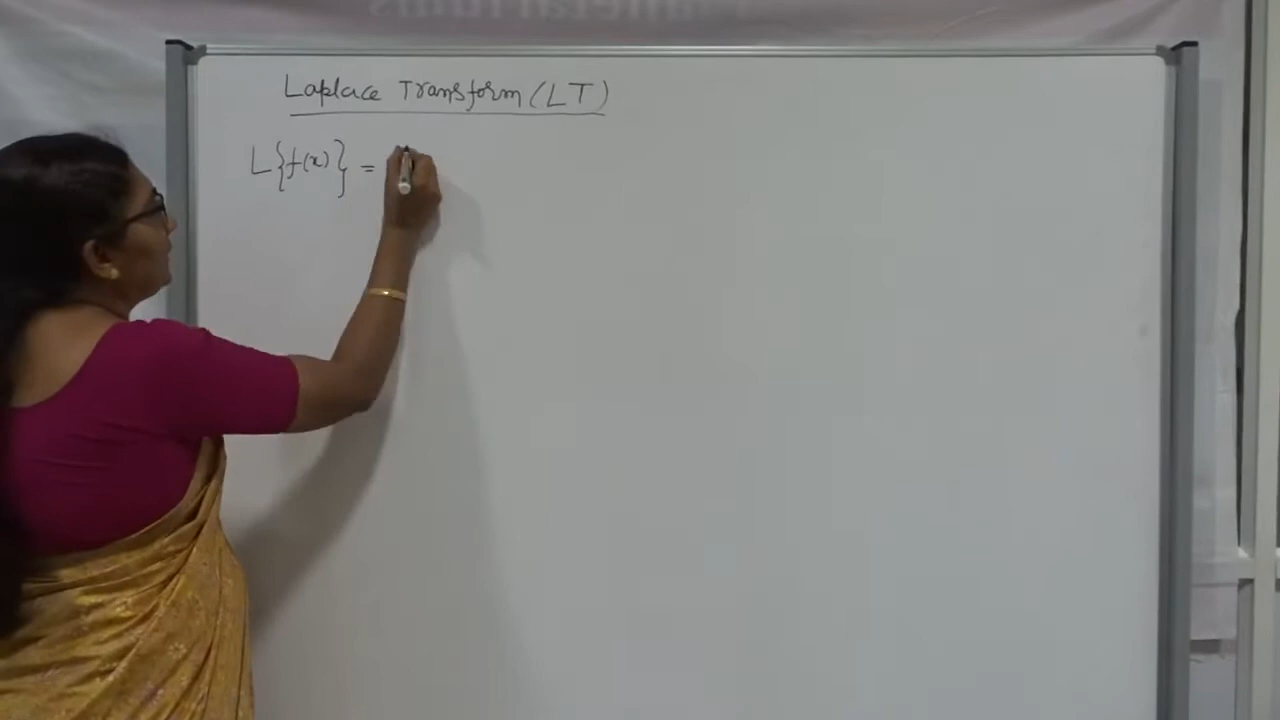 Laplace Transform (LT)
L{f(x)} =